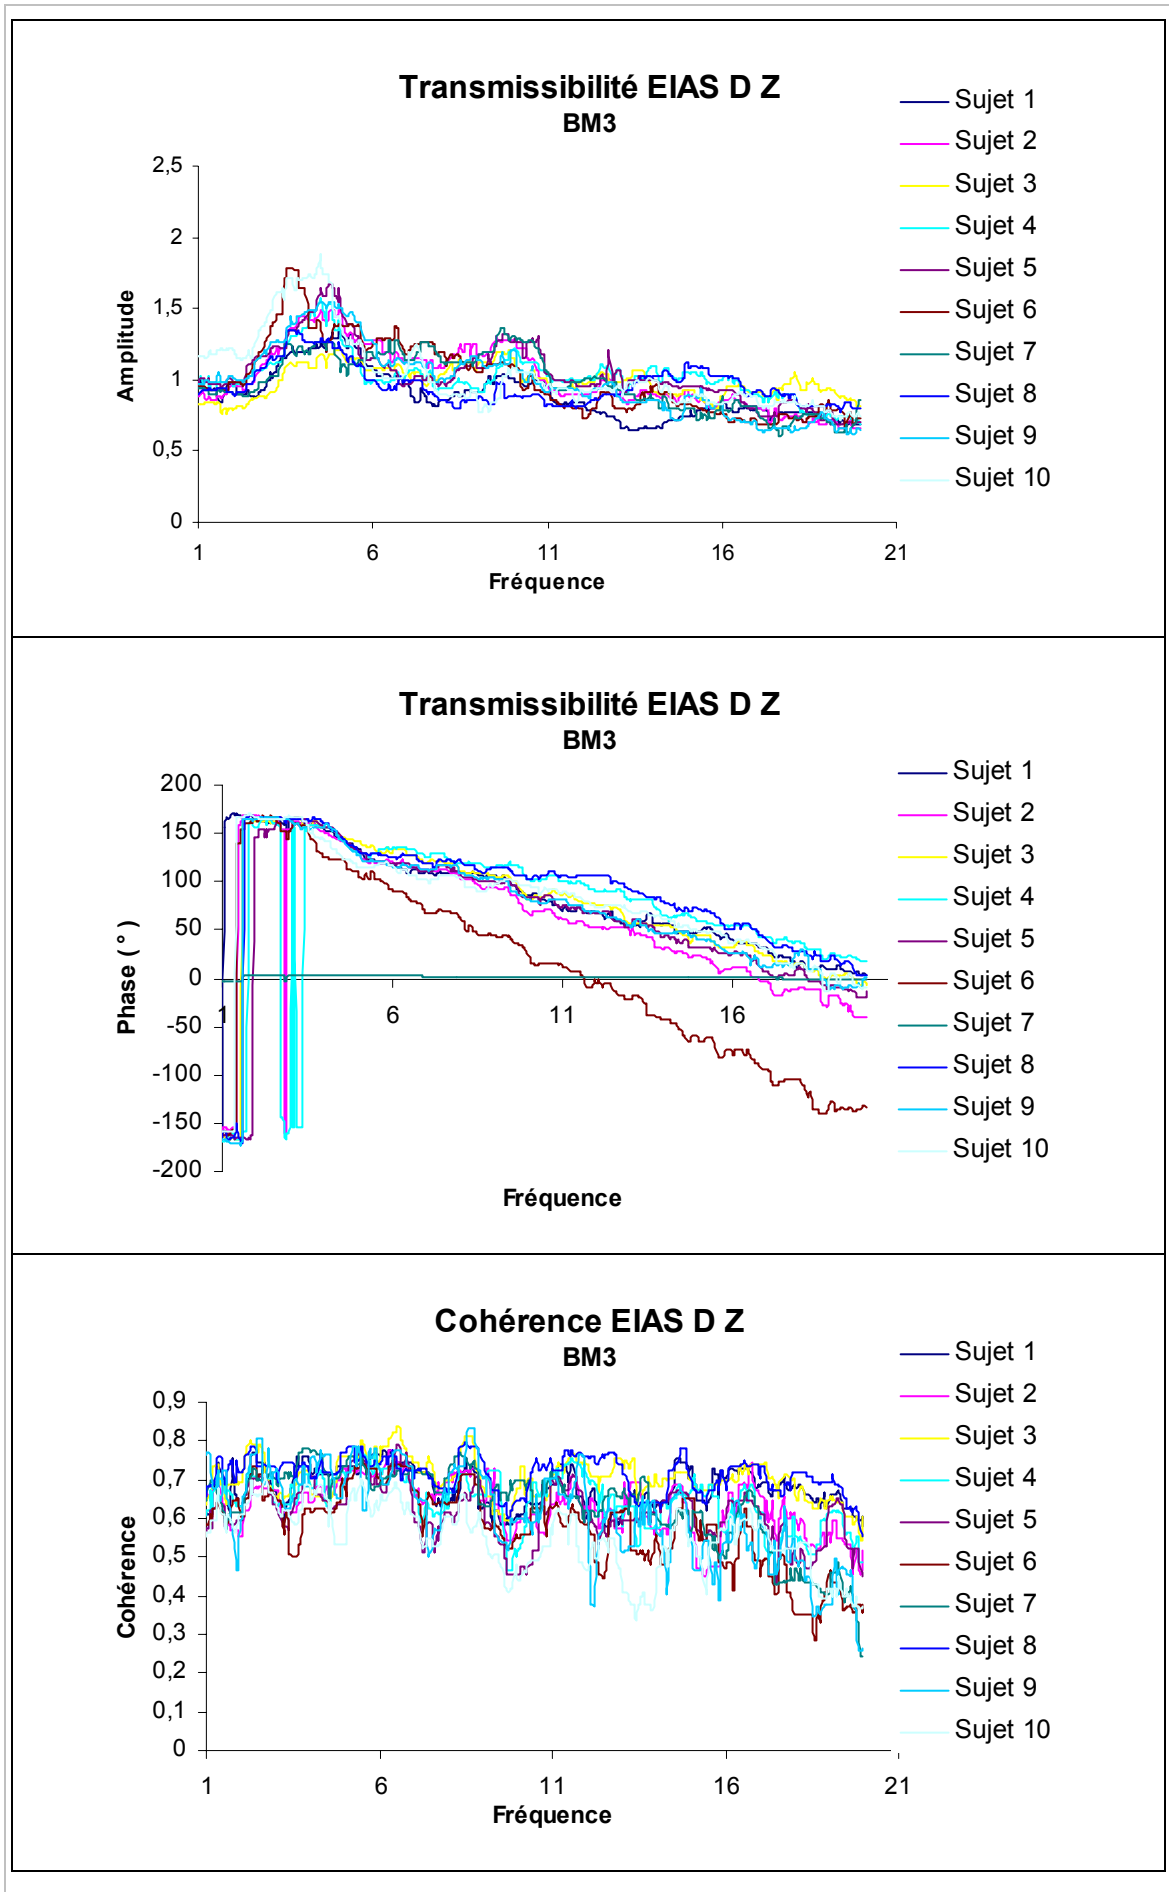 Transmissibilité EIAS D Z
BM3
Amplitude
2,5
2
1,5
1
0,5
0
1
6
11
16
21
Fréquence
Sujet 1
Sujet 2
Sujet 3
Sujet 4
Sujet 5
Sujet 6
Sujet 7
Sujet 8
Sujet 9
Sujet 10
Transmissibilité EIAS D Z
BM3
Phase ( ° )
200
150
100
50
0
-50
-100
-150
-200
1
6
11
16
Fréquence
Sujet 1
Sujet 2
Sujet 3
Sujet 4
Sujet 5
Sujet 6
Sujet 7
Sujet 8
Sujet 9
Sujet 10
Cohérence EIAS D Z
BM3
Cohérence
0,9
0,8
0,7
0,6
0,5
0,4
0,3
0,2
0,1
0
1
6
11
16
21
Fréquence
Sujet 1
Sujet 2
Sujet 3
Sujet 4
Sujet 5
Sujet 6
Sujet 7
Sujet 8
Sujet 9
Sujet 10